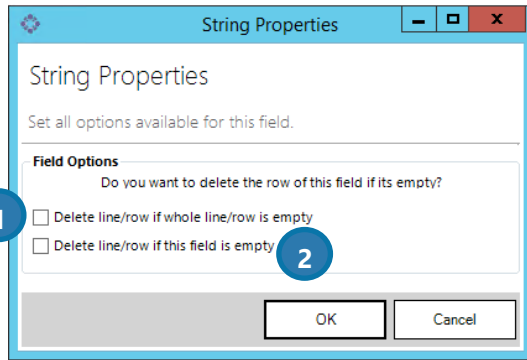 String Properties
String Properties
Set all options available for this field.
Field Options
Do you want to delete the row of this field if its empty?
1
Delete line/row if whole line/row is empty
Delete line/row if this field is empty
2
OK
Cancel